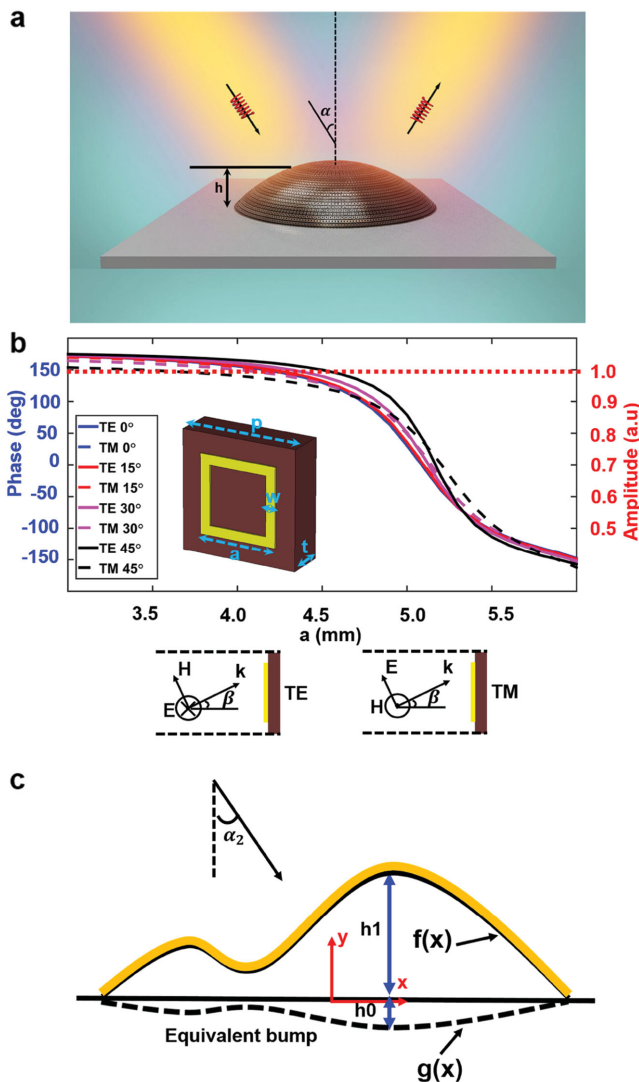 a
α
h
b
150
100
50
0
-50
-100
-150
Phase (deg)
TE 0°
TM 0°
TE 15°
TM 15°
TE 30°
TM 30°
TE 45°
TM 45°
p
w
a
t
1.0
0.9
0.8
0.7
0.6
0.5
Amplitude (a.u)
3.5 4.0 4.5 5.0 5.5
a (mm)
H k
E β TE
E k
H β TM
c
α2
h1
f(x)
y
x
h0
Equivalent bump
g(x)